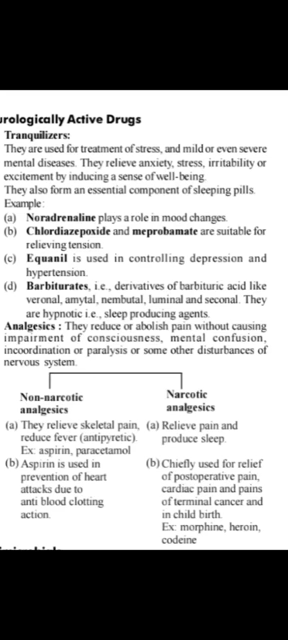 urologically Active Drugs
Tranquilizers:
They are used for treatment of stress, and mild or even severe
mental diseases. They relieve anxiety, stress, irritability or
excitement by inducing a sense of well-being.
They also form an essential component of sleeping pills.
Example:
(a) Noradrenaline plays a role in mood changes.
(b) Chlordiazepoxide and meprobamate are suitable for
relieving tension.
(c) Equanil is used in controlling depression and
hypertension.
(d) Barbiturates, i.e., derivatives of barbituric acid like
veronal, amytal, nembutal, luminal and seconal. They
are hypnotic i.e., sleep producing agents.
Analgesics : They reduce or abolish pain without causing
impairment of consciousness, mental confusion,
incoordination or paralysis or some other disturbances of
nervous system.
Non-narcotic
analgesics
(a) They relieve skeletal pain,
reduce fever (antipyretic).
Ex: aspirin, paracetamol
(b) Aspirin is used in
prevention of heart
attacks due to
anti blood clotting
action.
Narcotic
analgesics
(a) Relieve pain and
produce sleep.
(b) Chiefly used for relief
of postoperative pain,
cardiac pain and pains
of terminal cancer and
in child birth.
Ex: morphine, heroin,
codeine